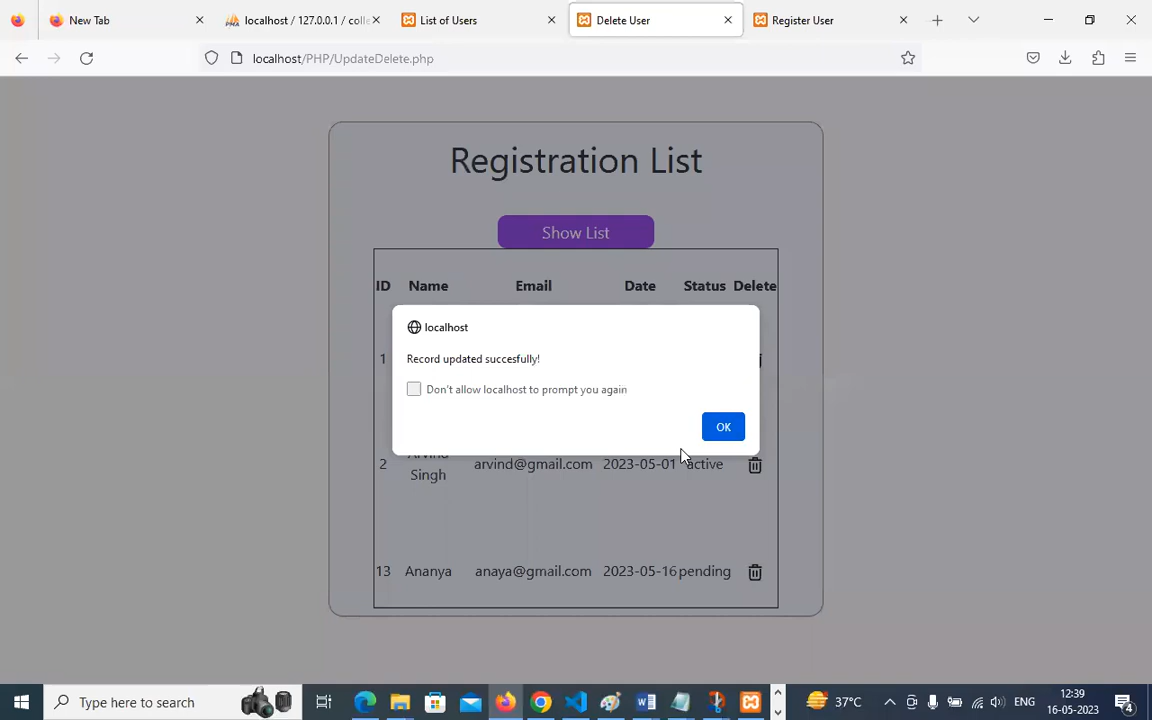 New Tab
localhost / 127.0.0.1 / colle
List of Users
Delete User
Register User
localhost/PHP/UpdateDelete.php
Registration List
Show List
ID Name Email Date Status Delete
localhost
Record updated succesfully!
Don't allow localhost to prompt you again
OK
1
2 Arvind Singh arvind@gmail.com 2023-05-01 active
13 Ananya anaya@gmail.com 2023-05-16 pending
Type here to search
37°C
ENG
12:39
16-05-2023
4